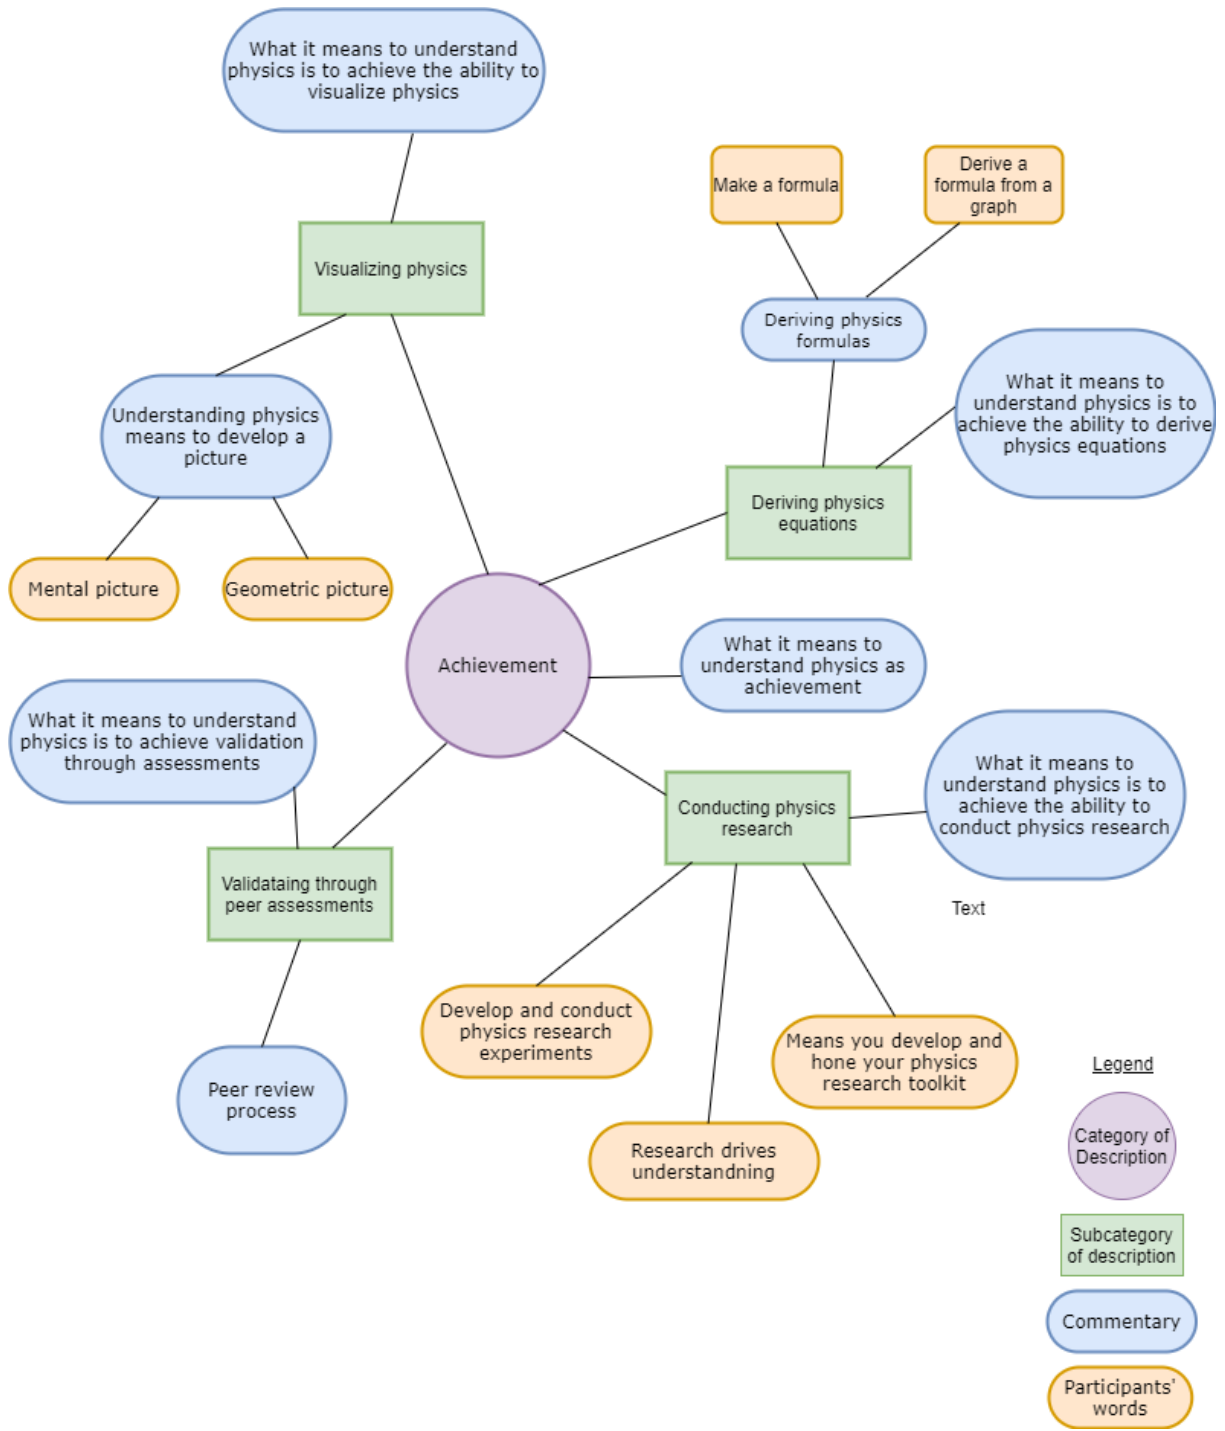 What it means to understand
physics is to achieve the ability to
visualize physics
Make a formula
Derive a
formula from a
graph
Visualizing physics
Deriving physics
formulas
What it means to
understand physics is to
achieve the ability to derive
physics equations
Understanding physics
means to develop a
picture
Deriving physics
equations
Mental picture
Geometric picture
Achievement
What it means to
understand physics as
achievement
What it means to understand
physics is to achieve validation
through assessments
Conducting physics
research
What it means to
understand physics is to
achieve the ability to
conduct physics research
Validataing through
peer assessments
Text
Develop and conduct
physics research
experiments
Means you develop and
hone your physics
research toolkit
Peer review
process
Research drives
understandning
Legend
Category of
Description
Subcategory
of description
Commentary
Participants'
words